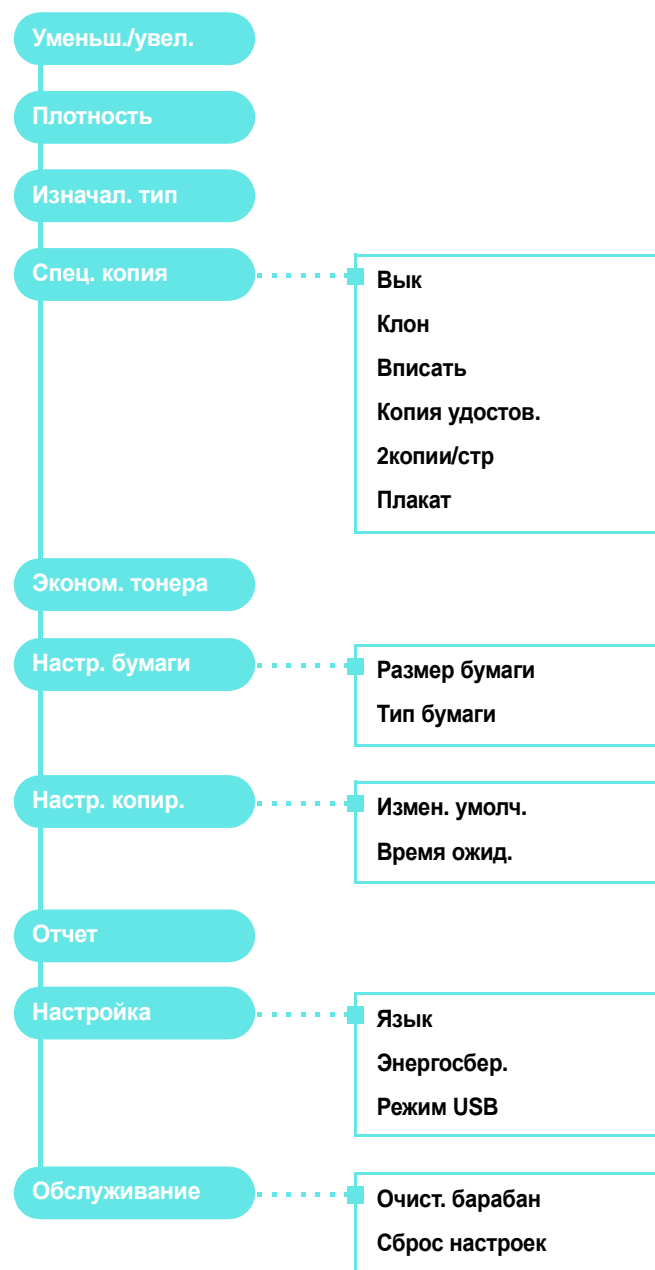 Уменьш./увел.
Плотность
Изначал. тип
Спец. копия
Вык
Клон
Вписать
Копия удостов.
2копии/стр
Плакат
Эконом. тонера
Настр. бумаги
Размер бумаги
Тип бумаги
Настр. копир.
Измен. умолч.
Время ожид.
Отчет
Настройка
Язык
Энергосбер.
Режим USB
Обслуживание
Очист. барабан
Сброс настроек